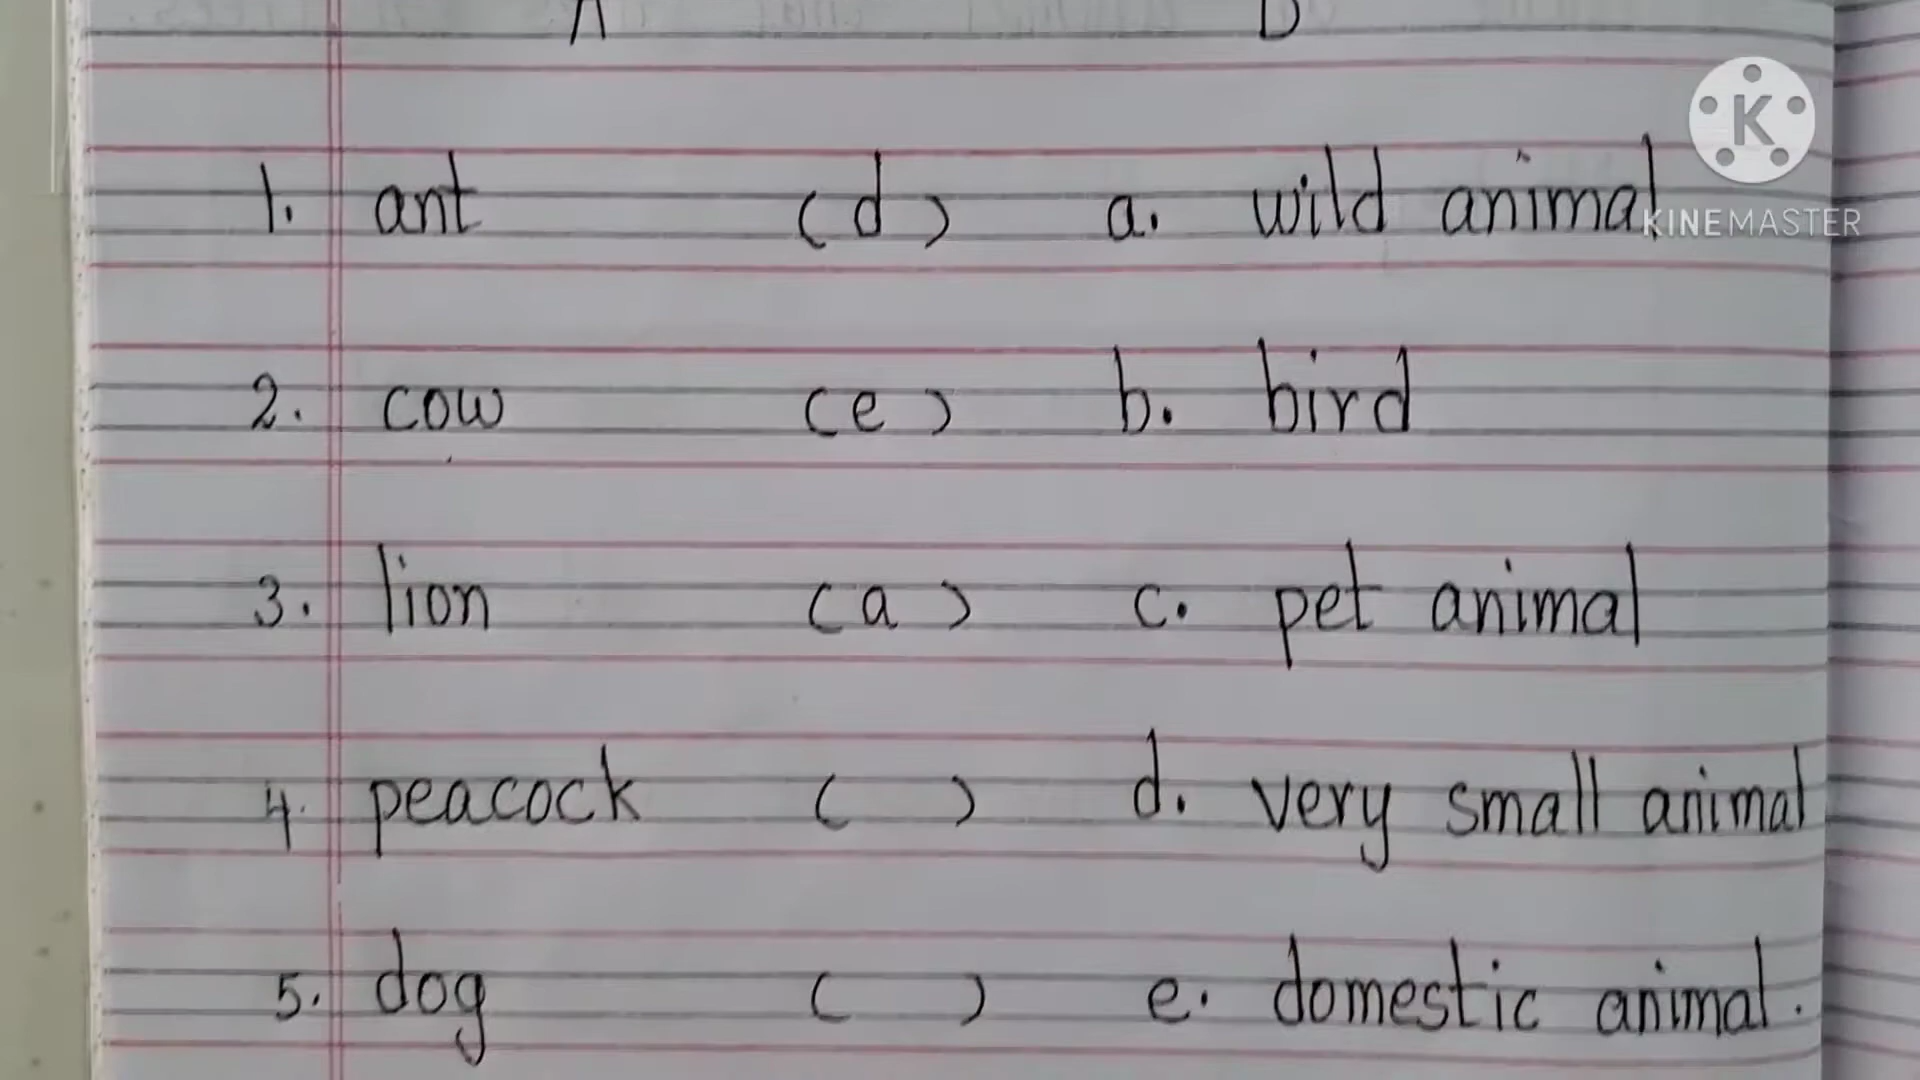 A B
1. ant (d) a. wild animal
KINEMASTER
2. cow (e) b. bird
3. lion (a) c. pet animal
4. peacock ( ) d. very small animal
5. dog ( ) e. domestic animal.